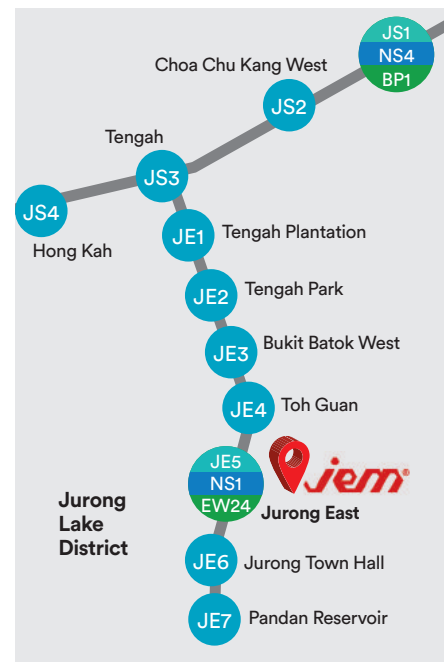 JS1
NS4
BP1
Choa Chu Kang West
JS2
Tengah
JS3
JS4
Hong Kah
JE1
Tengah Plantation
JE2
Tengah Park
JE3
Bukit Batok West
JE4
Toh Guan
JE5
NS1
EW24
jem®
Jurong East
Jurong
Lake
District
JE6
Jurong Town Hall
JE7
Pandan Reservoir